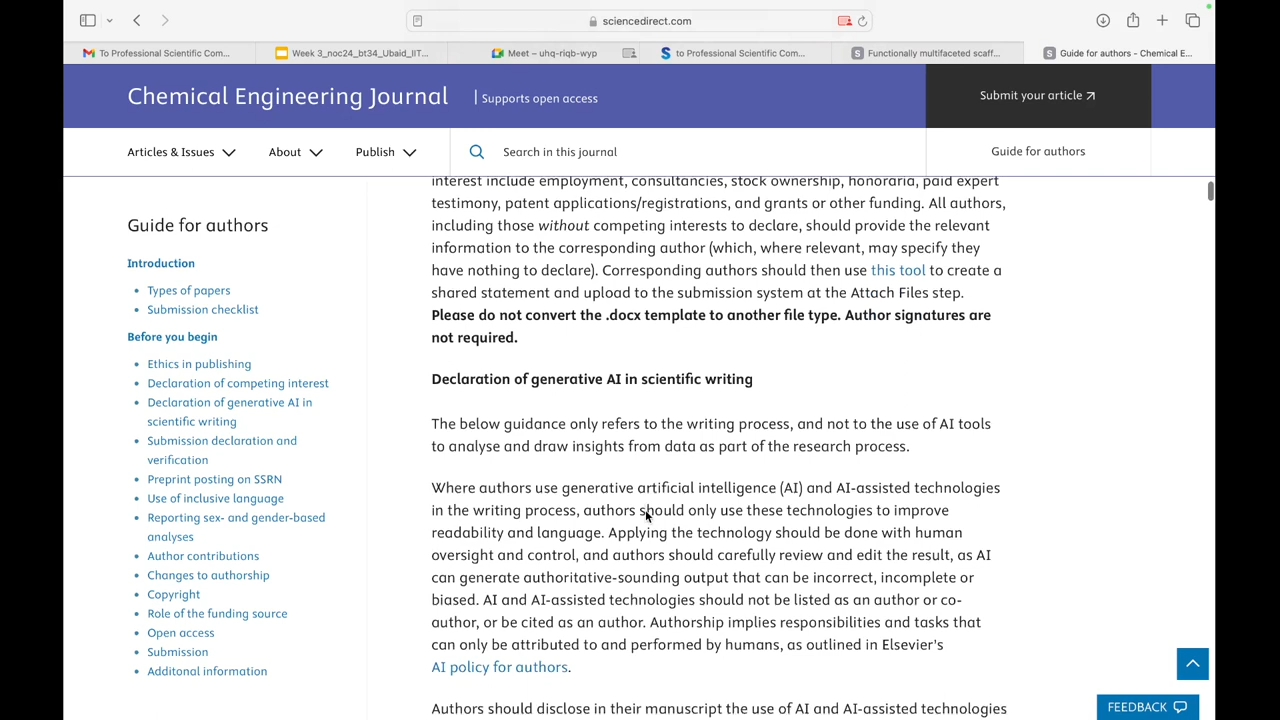 sciencedirect.com
To Professional Scientific Com...
Week 3_noc24_bt34_Ubaid_IIT...
Meet – uhq-riqb-wyp
to Professional Scientific Com...
Functionally multifaceted scaff...
Guide for authors - Chemical E...
Chemical Engineering Journal
Supports open access
Submit your article
Articles & Issues
About
Publish
Search in this journal
Guide for authors
Guide for authors
Introduction
• Types of papers
• Submission checklist
Before you begin
• Ethics in publishing
• Declaration of competing interest
• Declaration of generative AI in
scientific writing
• Submission declaration and
verification
• Preprint posting on SSRN
• Use of inclusive language
• Reporting sex- and gender-based
analyses
• Author contributions
• Changes to authorship
• Copyright
• Role of the funding source
• Open access
• Submission
• Additonal information
interest include employment, consultancies, stock ownership, honoraria, paid expert
testimony, patent applications/registrations, and grants or other funding. All authors,
including those without competing interests to declare, should provide the relevant
information to the corresponding author (which, where relevant, may specify they
have nothing to declare). Corresponding authors should then use this tool to create a
shared statement and upload to the submission system at the Attach Files step.
Please do not convert the .docx template to another file type. Author signatures are
not required.
Declaration of generative AI in scientific writing
The below guidance only refers to the writing process, and not to the use of AI tools
to analyse and draw insights from data as part of the research process.
Where authors use generative artificial intelligence (AI) and AI-assisted technologies
in the writing process, authors should only use these technologies to improve
readability and language. Applying the technology should be done with human
oversight and control, and authors should carefully review and edit the result, as AI
can generate authoritative-sounding output that can be incorrect, incomplete or
biased. AI and AI-assisted technologies should not be listed as an author or co-
author, or be cited as an author. Authorship implies responsibilities and tasks that
can only be attributed to and performed by humans, as outlined in Elsevier's
AI policy for authors.
Authors should disclose in their manuscript the use of AI and AI-assisted technologies
FEEDBACK